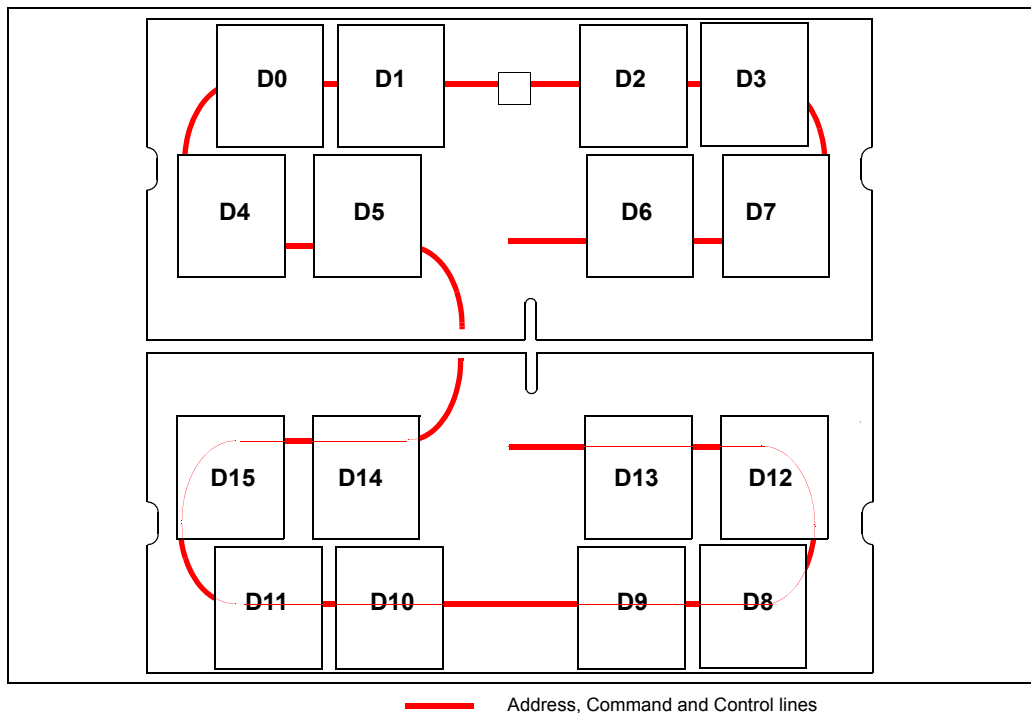 D0 D1 D2 D3
D4 D5 D6 D7
D15 D14 D13 D12
D11 D10 D9 D8
Address, Command and Control lines